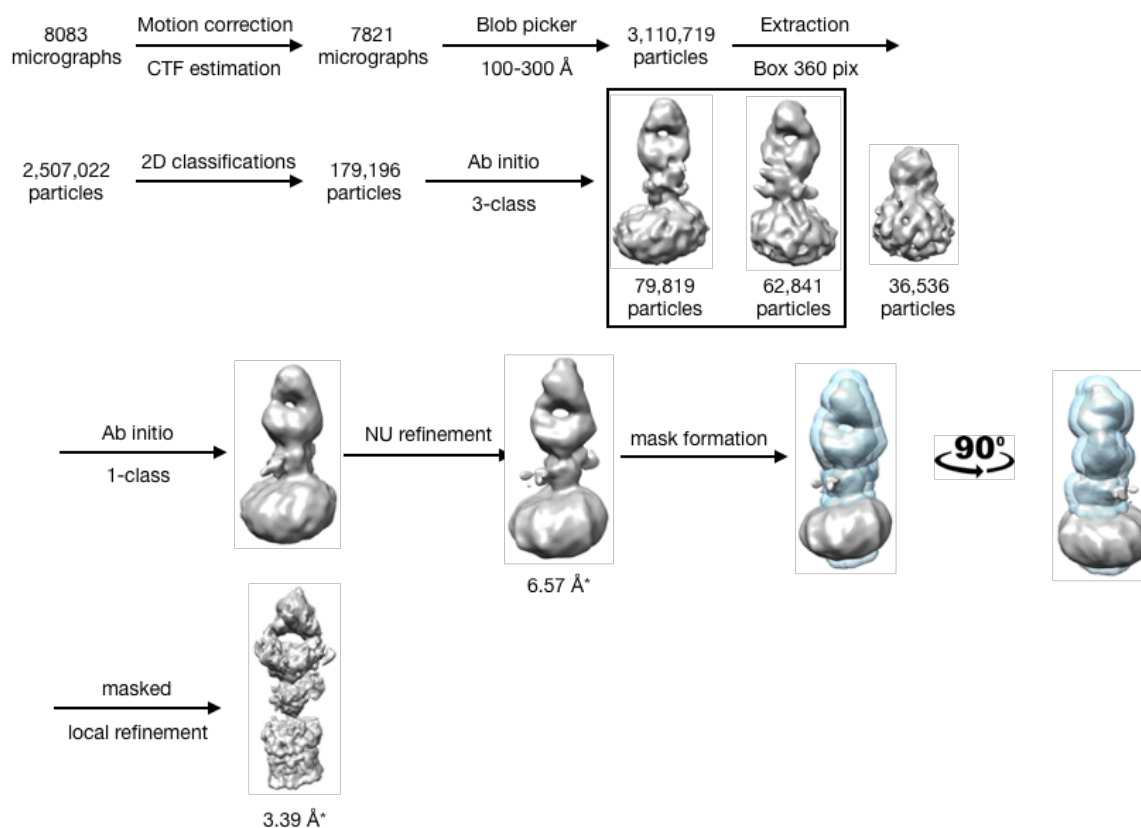 8083
micrographs
Motion correction
CTF estimation
7821
micrographs
Blob picker
100-300 Å
3,110,719
particles
Extraction
Box 360 pix
2,507,022
particles
2D classifications
179,196
particles
Ab initio
3-class
79,819
particles
62,841
particles
36,536
particles
Ab initio
1-class
NU refinement
6.57 Å*
mask formation
90⁰
masked
local refinement
3.39 Å*